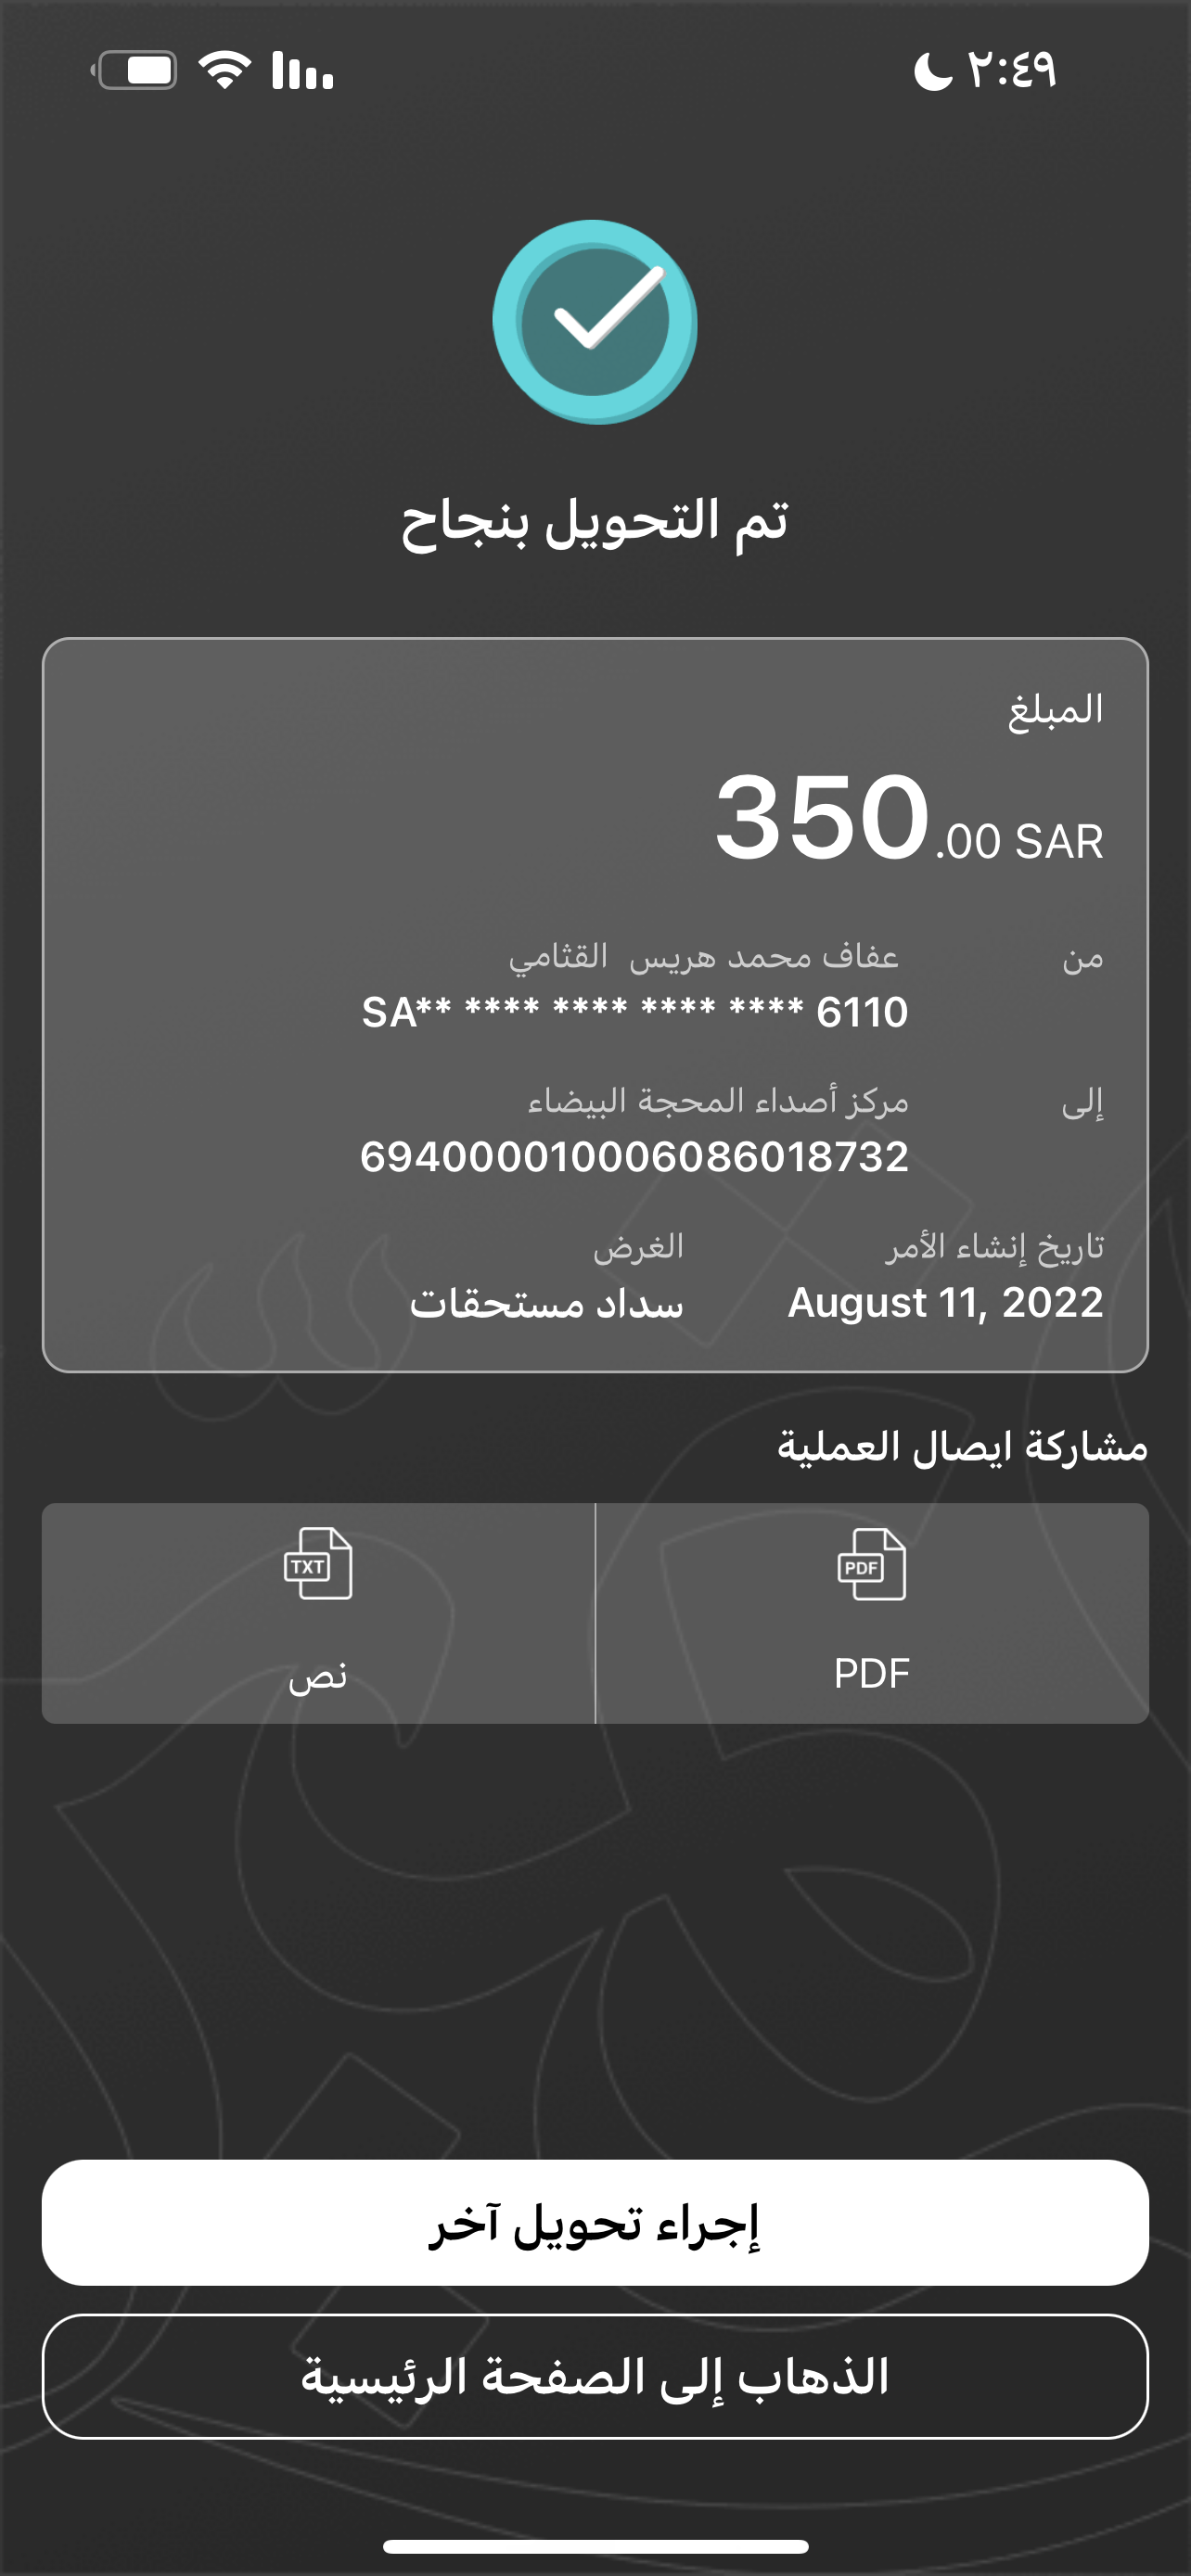 ٢:٤٩
تم التحويل بنجاح
المبلغ
350.00 SAR
من
عفاف محمد هريس القثامي
SA** **** **** **** **** 6110
إلى
مركز أصداء المحجة البيضاء
694000010006086018732
تاريخ إنشاء الأمر
August 11, 2022
الغرض
سداد مستحقات
مشاركة ايصال العملية
PDF
PDF
TXT
نص
إجراء تحويل آخر
الذهاب إلى الصفحة الرئيسية